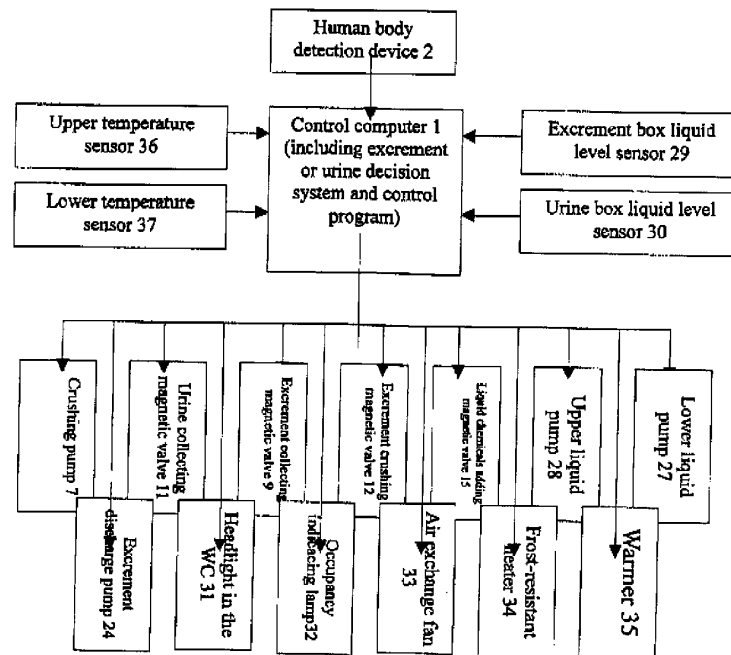 Human body
detection device 2
Upper temperature
sensor 36
Control computer 1
(including excrement
or urine decision
system and control
program)
Excrement box liquid
level sensor 29
Lower temperature
sensor 37
Urine box liquid level
sensor 30
Crushing pump 7
Urine collecting
magnetic valve 11
Excrement collecting
magnetic valve 9
Excrement crushing
magnetic valve 12
Liquid chemicals adding
magnetic valve 15
Upper liquid
pump 28
Lower liquid
pump 27
Excrement
discharge pump 24
Headlight in the
WC 31
Occupancy
indicacing lamp32
Air exchange fan
33
Frost-resistant
heater 34
Warmer 35